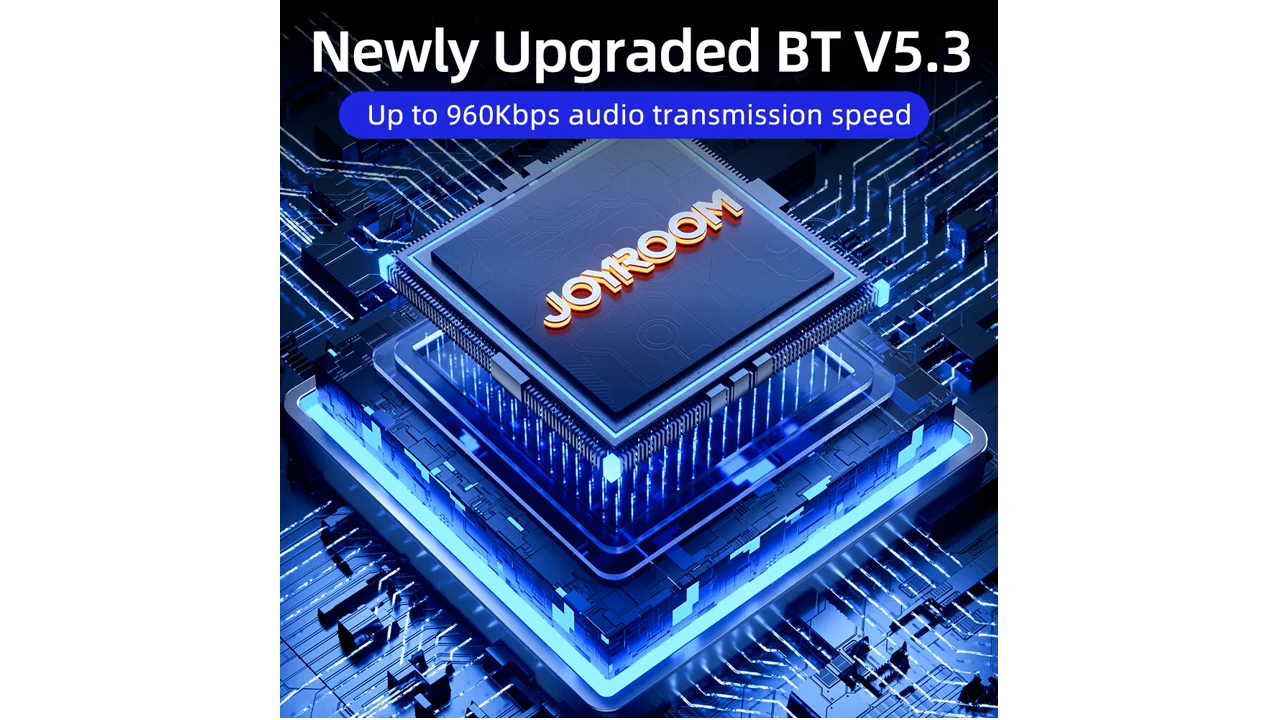 Newly Upgraded BT V5.3
Up to 960Kbps audio transmission speed
JOYROOM